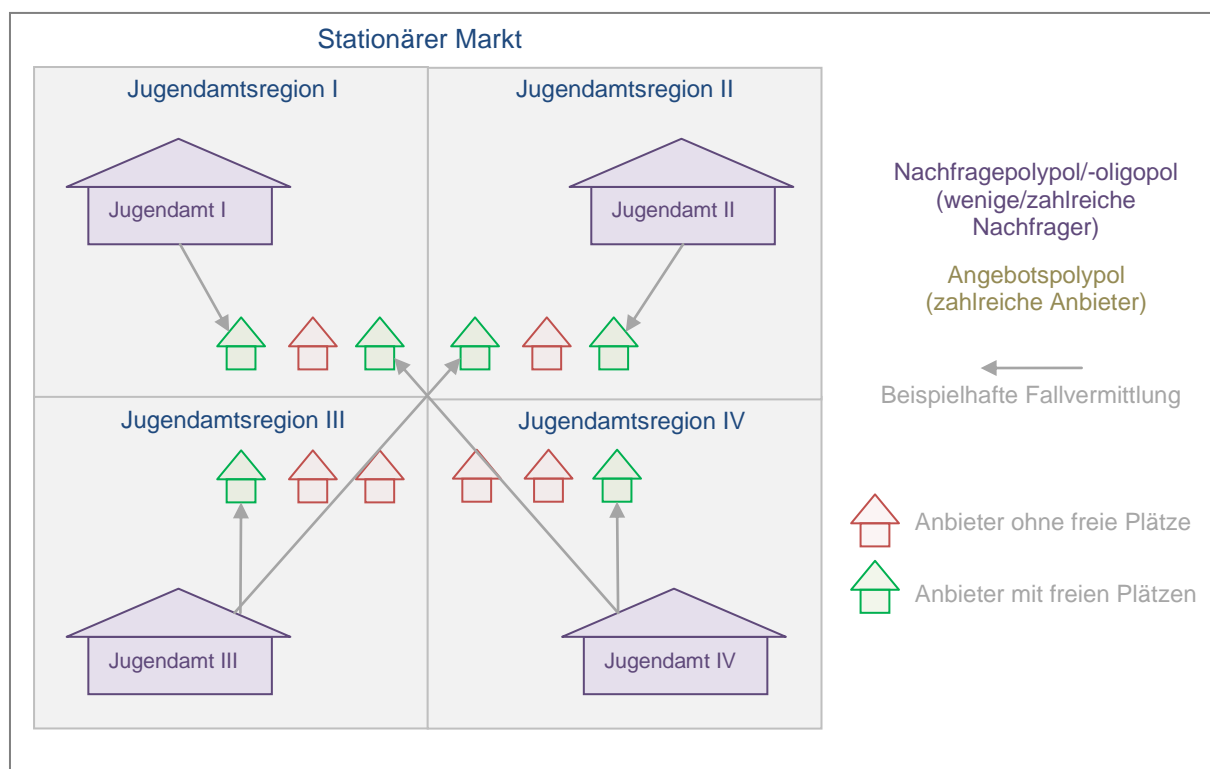 Stationärer Markt
Jugendamtsregion I
Jugendamtsregion II
Jugendamt I
Jugendamt II
Nachfragepolypol/-oligopol
(wenige/zahlreiche
Nachfrager)
Angebotspolypol
(zahlreiche Anbieter)
Beispielhafte Fallvermittlung
Jugendamtsregion III
Jugendamtsregion IV
Anbieter ohne freie Plätze
Anbieter mit freien Plätzen
Jugendamt III
Jugendamt IV